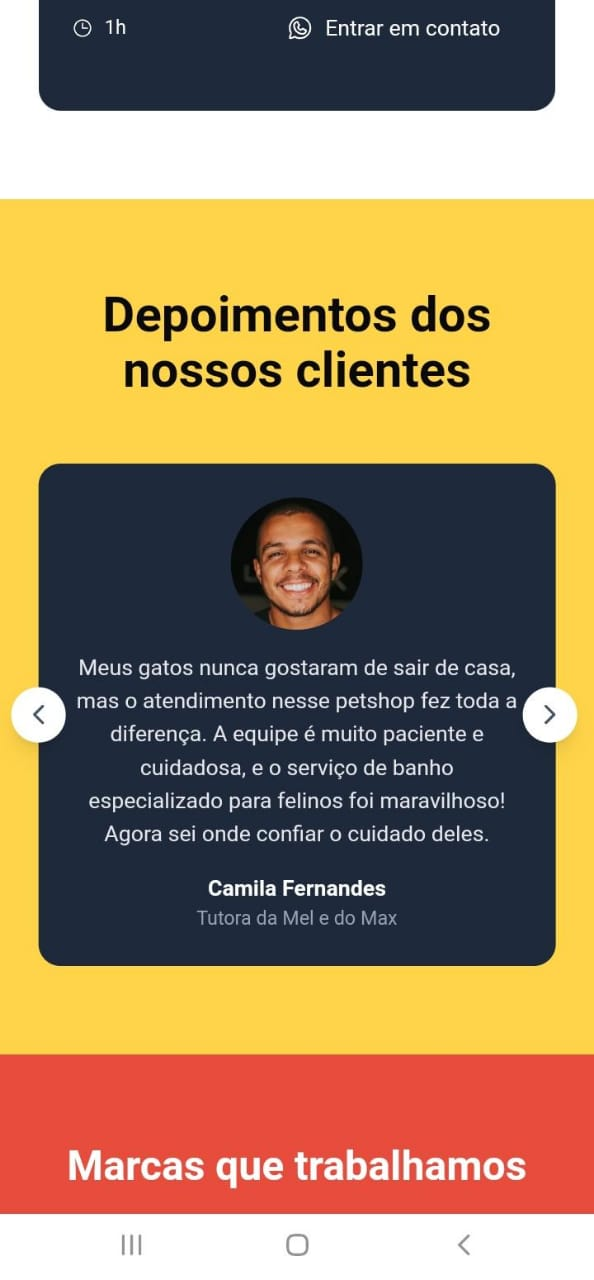 1h
Entrar em contato
Depoimentos dos
nossos clientes
Meus gatos nunca gostaram de sair de casa,
mas o atendimento nesse petshop fez toda a
diferença. A equipe é muito paciente e
cuidadosa, e o serviço de banho
especializado para felinos foi maravilhoso!
Agora sei onde confiar o cuidado deles.
Camila Fernandes
Tutora da Mel e do Max
Marcas que trabalhamos